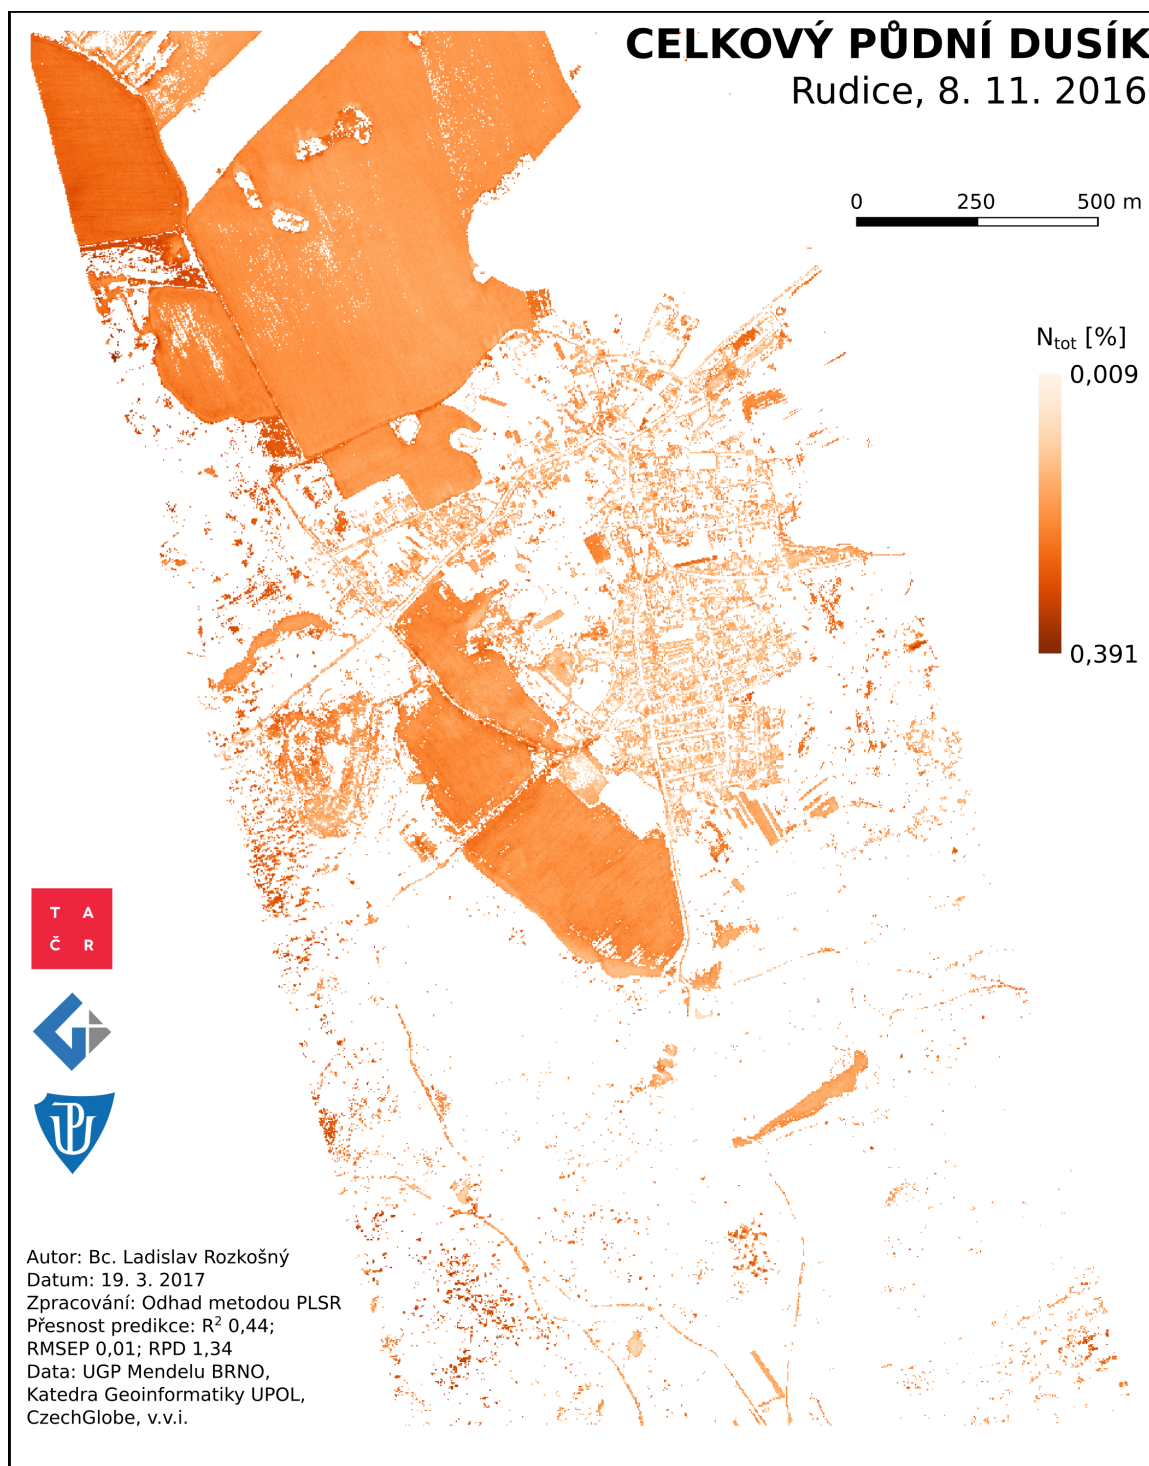 CELKOVÝ PŮDNÍ DUSÍK
Rudice, 8. 11. 2016
0 250 500 m
Ntot [%]
0,009
0,391
T A
Č R
Autor: Bc. Ladislav Rozkošný
Datum: 19. 3. 2017
Zpracování: Odhad metodou PLSR
Přesnost predikce: R² 0,44;
RMSEP 0,01; RPD 1,34
Data: UGP Mendelu BRNO,
Katedra Geoinformatiky UPOL,
CzechGlobe, v.v.i.